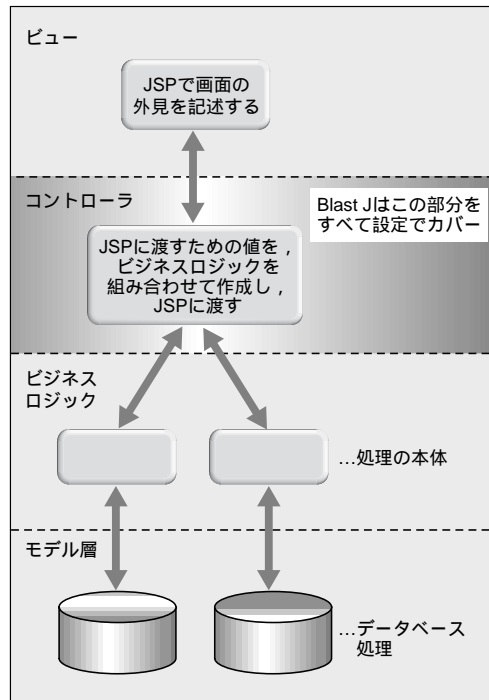 ビュー
JSPで画面の
外見を記述する
コントローラ
Blast Jはこの部分を
すべて設定でカバー
JSPに渡すための値を，
ビジネスロジックを
組み合わせて作成し，
JSPに渡す
ビジネス
ロジック
…処理の本体
モデル層
…データベース
処理